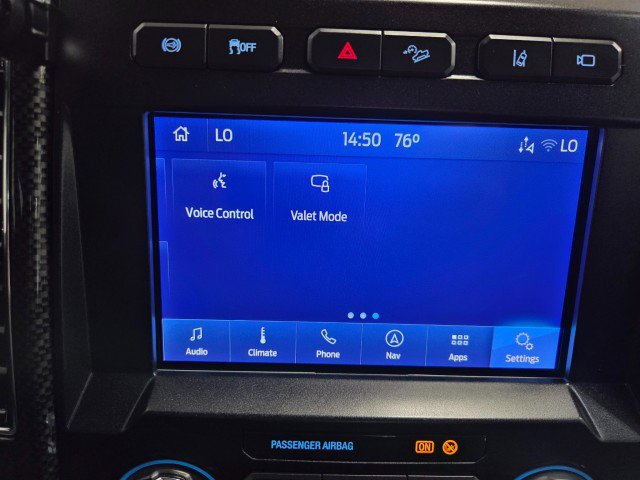 OFF
LO 14:50 76° LO
Voice Control Valet Mode
Audio Climate Phone Nav Apps Settings
PASSENGER AIRBAG ON